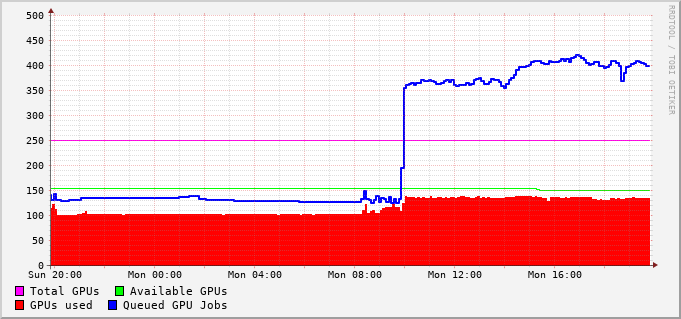 500
450
400
350
300
250
200
150
100
50
0
Sun 20:00 Mon 00:00 Mon 04:00 Mon 08:00 Mon 12:00 Mon 16:00
Total GPUs Available GPUs
GPUs used Queued GPU Jobs
RRDTOOL / TOBI OETIKER